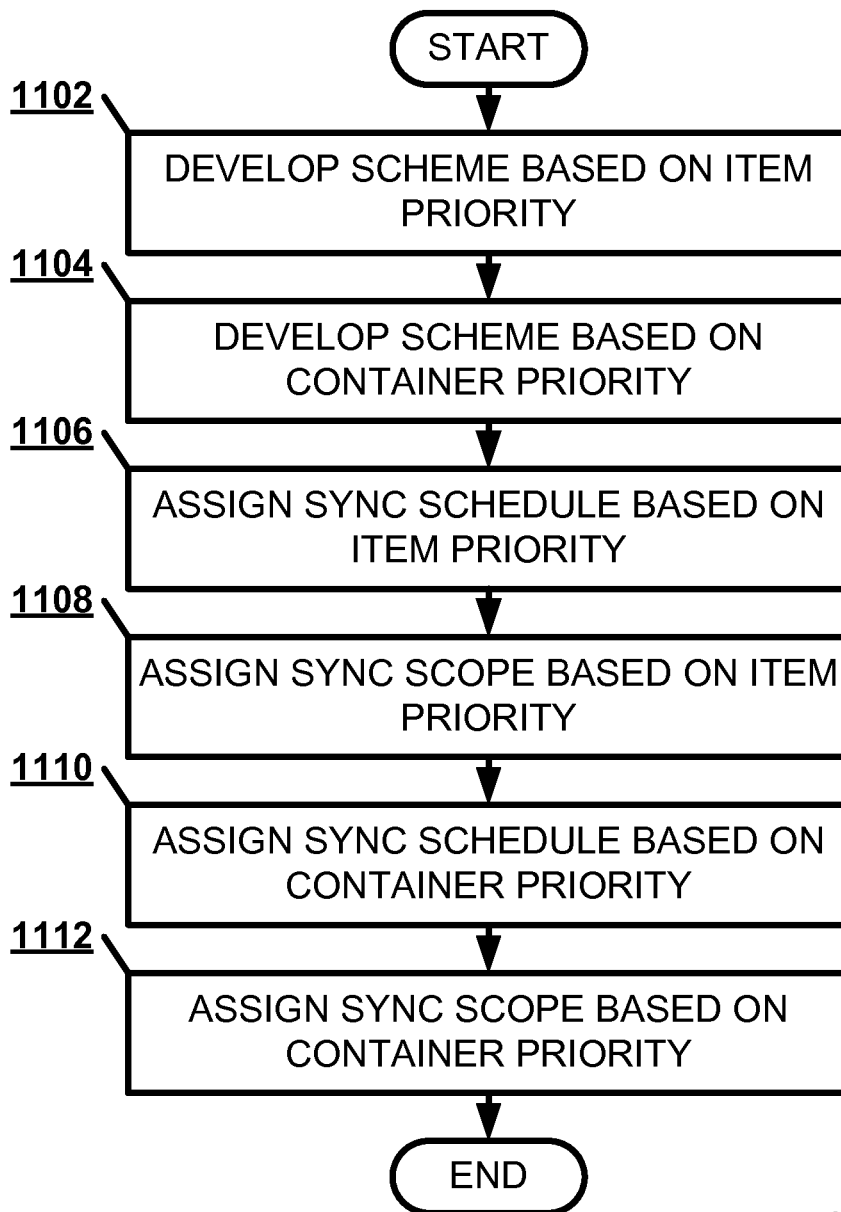 START
1102
DEVELOP SCHEME BASED ON ITEM
PRIORITY
1104
DEVELOP SCHEME BASED ON
CONTAINER PRIORITY
1106
ASSIGN SYNC SCHEDULE BASED ON
ITEM PRIORITY
1108
ASSIGN SYNC SCOPE BASED ON ITEM
PRIORITY
1110
ASSIGN SYNC SCHEDULE BASED ON
CONTAINER PRIORITY
1112
ASSIGN SYNC SCOPE BASED ON
CONTAINER PRIORITY
END